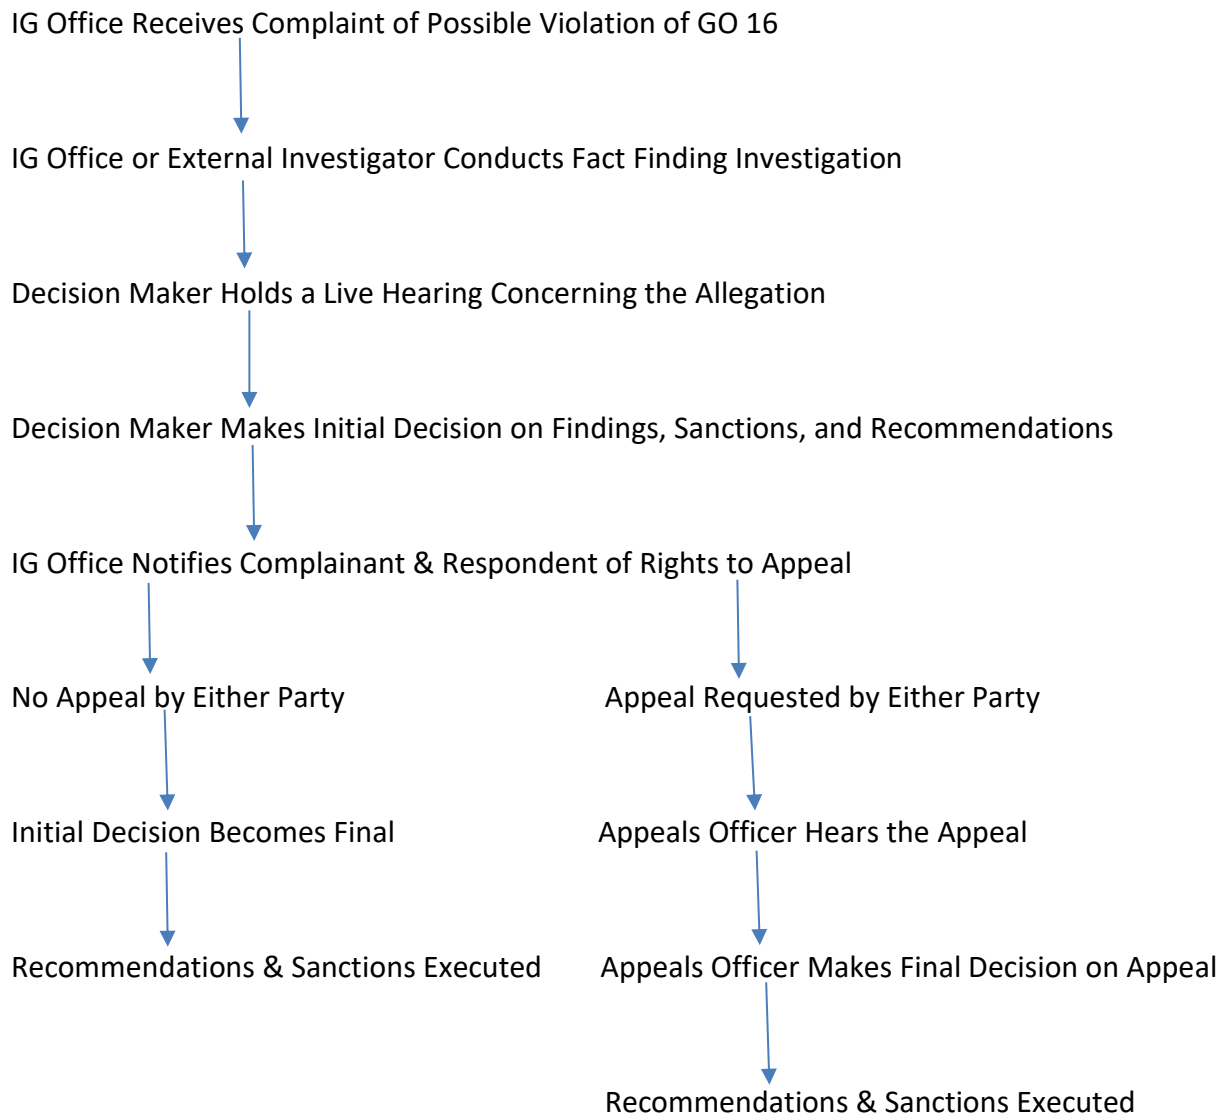 IG Office Receives Complaint of Possible Violation of GO 16
IG Office or External Investigator Conducts Fact Finding Investigation
Decision Maker Holds a Live Hearing Concerning the Allegation
Decision Maker Makes Initial Decision on Findings, Sanctions, and Recommendations
IG Office Notifies Complainant & Respondent of Rights to Appeal
No Appeal by Either Party
Appeal Requested by Either Party
Initial Decision Becomes Final
Appeals Officer Hears the Appeal
Recommendations & Sanctions Executed
Appeals Officer Makes Final Decision on Appeal
Recommendations & Sanctions Executed